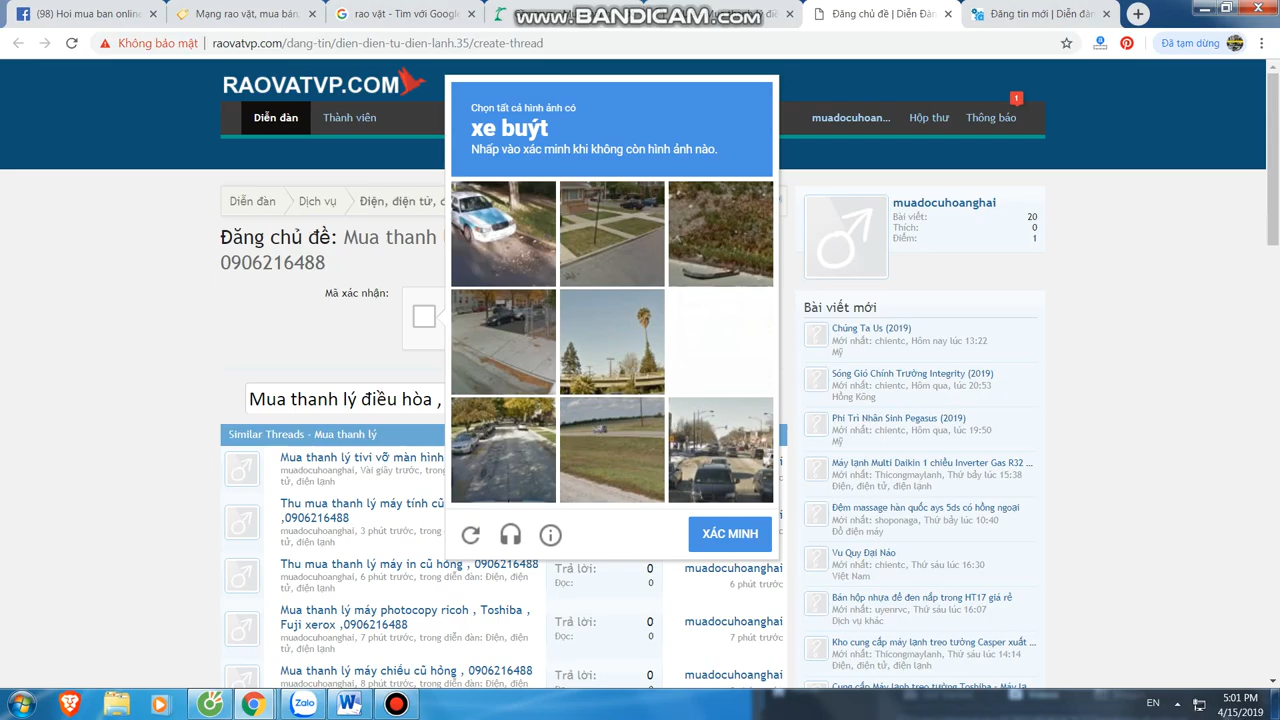 (98) Hoi mua ban online
Mạng rao vặt, mua bán,
rao vặt - Tìm với Google
www.BANDICAM.com
Đăng chủ đề | Diễn Đàn
Đăng tin mới | Diễn đàn
Không bảo mật
raovatvp.com/dang-tin/dien-dien-tu-dien-lanh.35/create-thread
Đã tạm dừng
RAOVATVP.COM
Diễn đàn
Thành viên
muadocuhoan...
Hộp thư
Thông báo
1
Chọn tất cả hình ảnh có
xe buýt
Nhấp vào xác minh khi không còn hình ảnh nào.
XÁC MINH
Diễn đàn
Dịch vụ
Điện, điện tử, đ
Đăng chủ đề: Mua thanh l
0906216488
Mã xác nhận:
Mua thanh lý điều hòa ,
Similar Threads - Mua thanh lý
Mua thanh lý tivi vỡ màn hình
muadocuhoanghai, Vài giây trước, trong
tử, điện lạnh
Thu mua thanh lý máy tính cũ
,0906216488
muadocuhoanghai, 3 phút trước, trong
tử, điện lạnh
Mua thanh lý máy in cũ hỏng , 0906216488
muadocuhoanghai, 6 phút trước, trong diễn đàn: Điện, điện
tử, điện lạnh
Trả lời: 0
Đọc: 0
muadocuhoanghai
6 phút trước
Mua thanh lý máy photocopy ricoh , Toshiba ,
Fuji xerox ,0906216488
muadocuhoanghai, 7 phút trước, trong diễn đàn: Điện, điện
tử, điện lạnh
Trả lời: 0
Đọc: 0
muadocuhoanghai
7 phút trước
Mua thanh lý máy chiếu cũ hỏng , 0906216488
muadocuhoanghai, 8 phút trước, trong diễn đàn: Điện, điện
Trả lời: 0
muadocuhoanghai
muadocuhoanghai
Bài viết: 20
Thích: 0
Điểm: 1
Bài viết mới
Chúng Ta Us (2019)
Mới nhất: chientc, Hôm nay lúc 13:22
Mỹ
Sóng Gió Chính Trường Integrity (2019)
Mới nhất: chientc, Hôm qua, lúc 20:53
Hồng Kông
Phi Trì Nhân Sinh Pegasus (2019)
Mới nhất: chientc, Hôm qua, lúc 19:50
Mỹ
Máy lạnh Multi Daikin 1 chiều Inverter Gas R32 ...
Mới nhất: Thicongmaylanh, Thứ bảy lúc 15:38
Điện, điện tử, điện lạnh
Đệm massage hàn quốc ays 5ds có hồng ngoại
Mới nhất: shoponaga, Thứ bảy lúc 10:40
Đồ điện máy
Vu Quy Đại Náo
Mới nhất: chientc, Thứ sáu lúc 16:30
Việt Nam
Bán hộp nhựa để đen nắp trong HT17 giá rẻ
Mới nhất: uyenrvc, Thứ sáu lúc 16:07
Dịch vụ khác
Kho cung cấp máy lạnh treo tường Casper xuất ...
Mới nhất: Thicongmaylanh, Thứ sáu lúc 14:14
Điện, điện tử, điện lạnh
Cung Cấp Máy Lạnh treo tường Toshiba - Máy lạ...
Zalo
EN
5:01 PM
4/15/2019